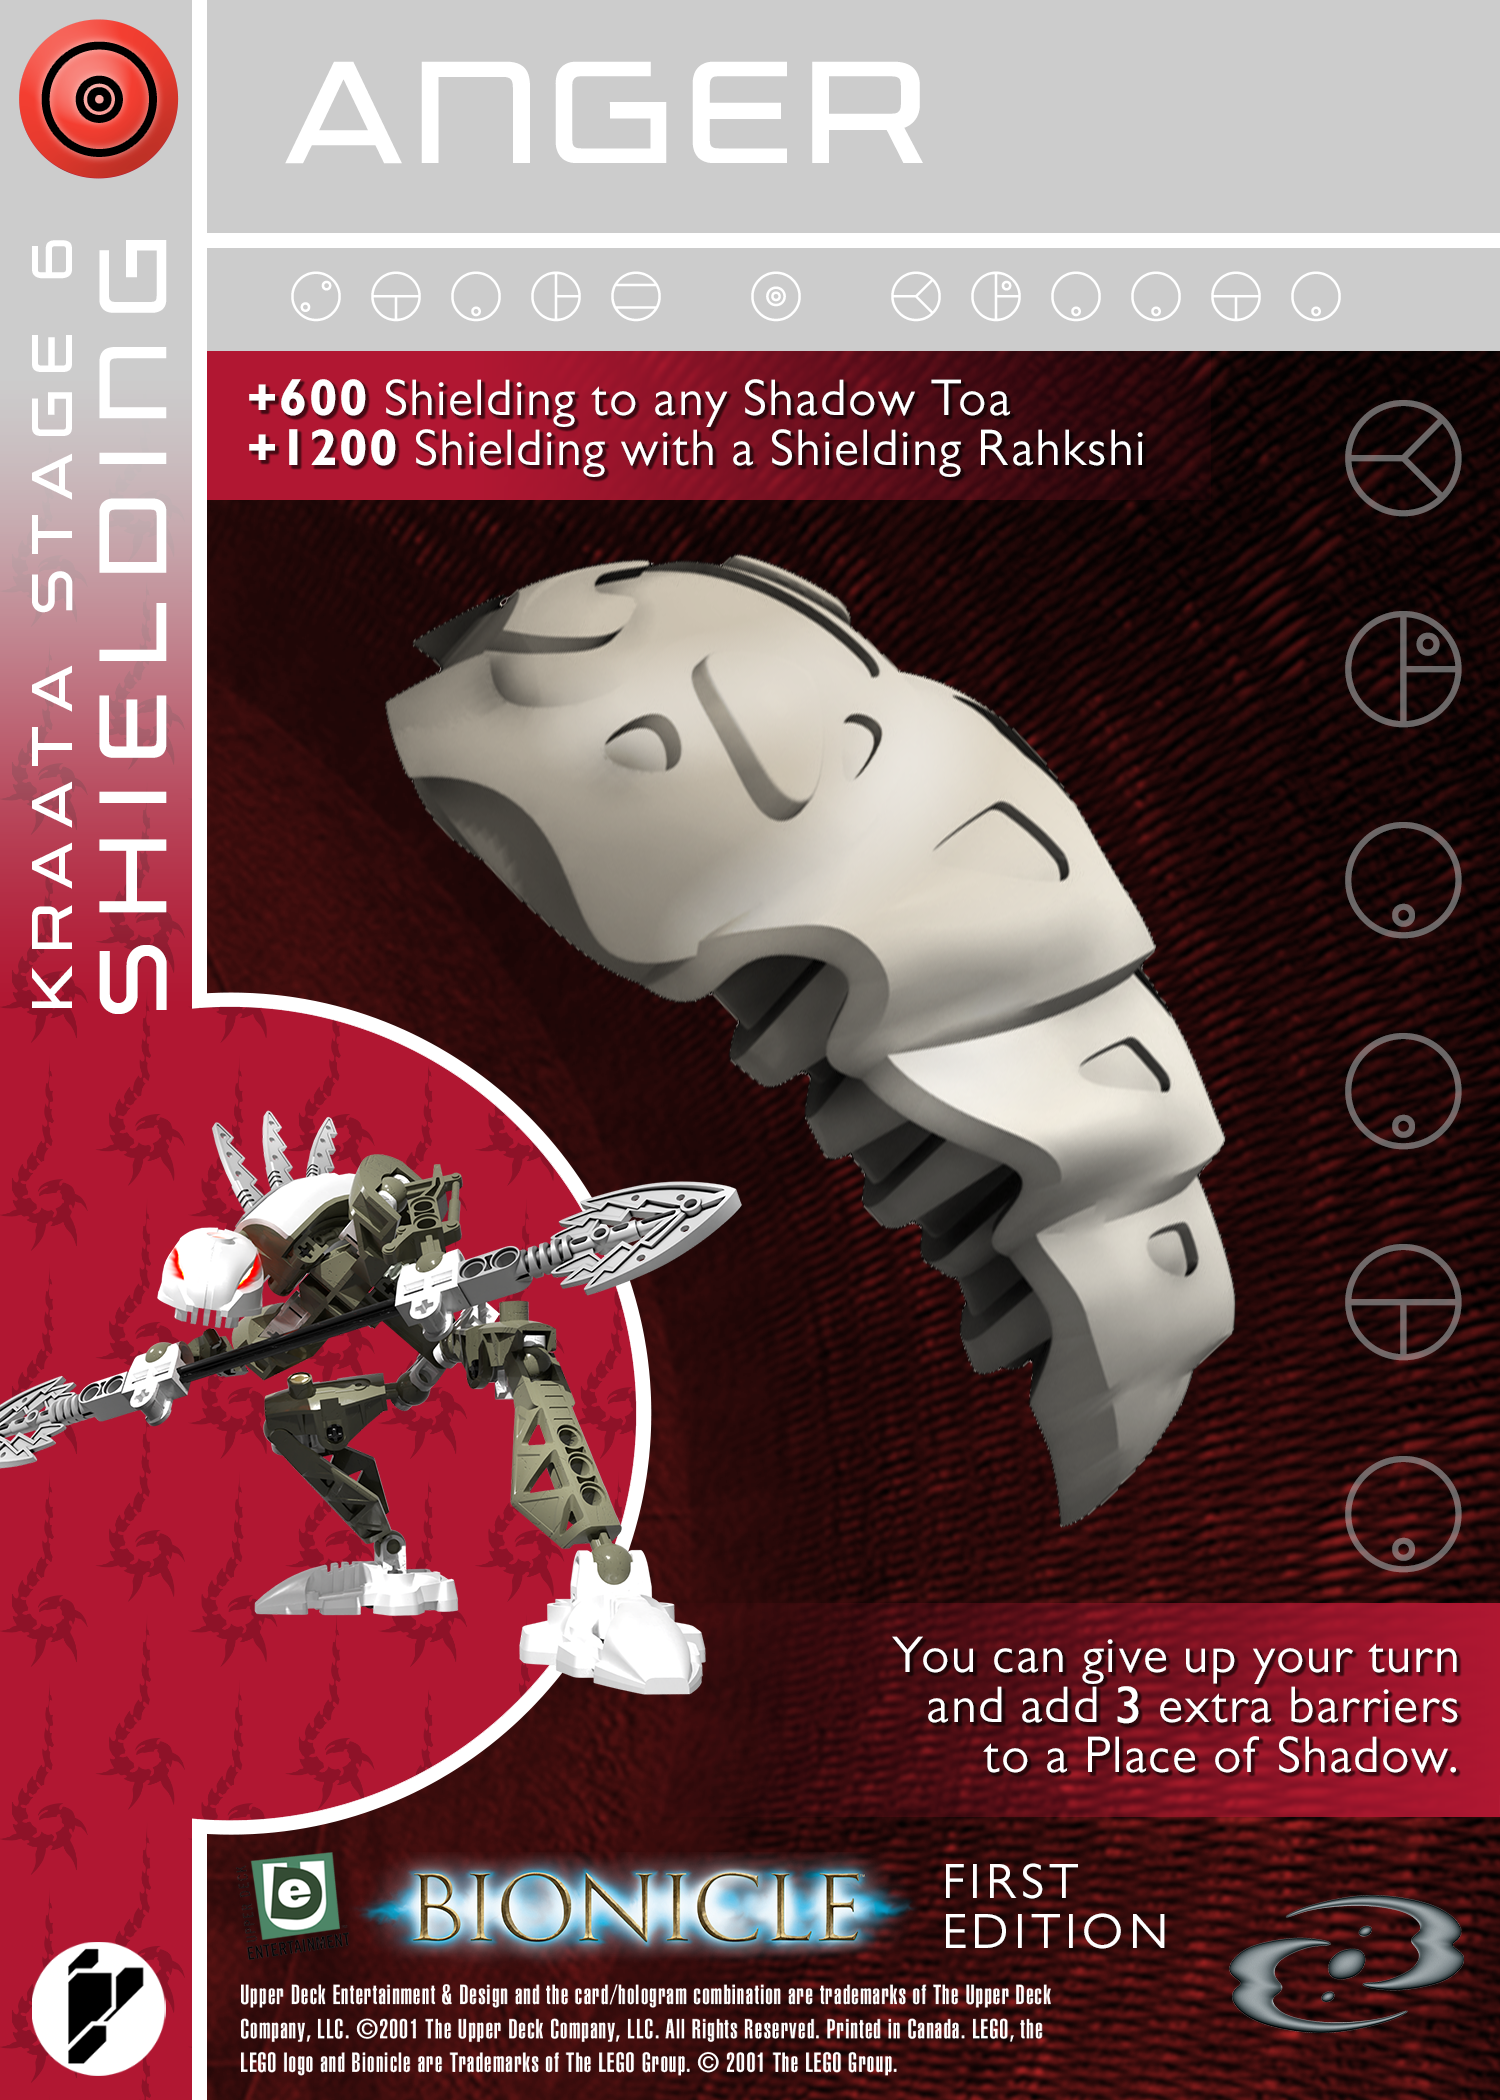 ANGER
KRAATA STAGE 6
SHIELDING
+600 Shielding to any Shadow Toa
+1200 Shielding with a Shielding Rahkshi
You can give up your turn
and add 3 extra barriers
to a Place of Shadow.
e
ENTERTAINMENT
BIONICLE
FIRST
EDITION
Upper Deck Entertainment & Design and the card/hologram combination are trademarks of The Upper Deck
Company, LLC. ©2001 The Upper Deck Company, LLC. All Rights Reserved. Printed in Canada. LEGO, the
LEGO logo and Bionicle are Trademarks of The LEGO Group. © 2001 The LEGO Group.